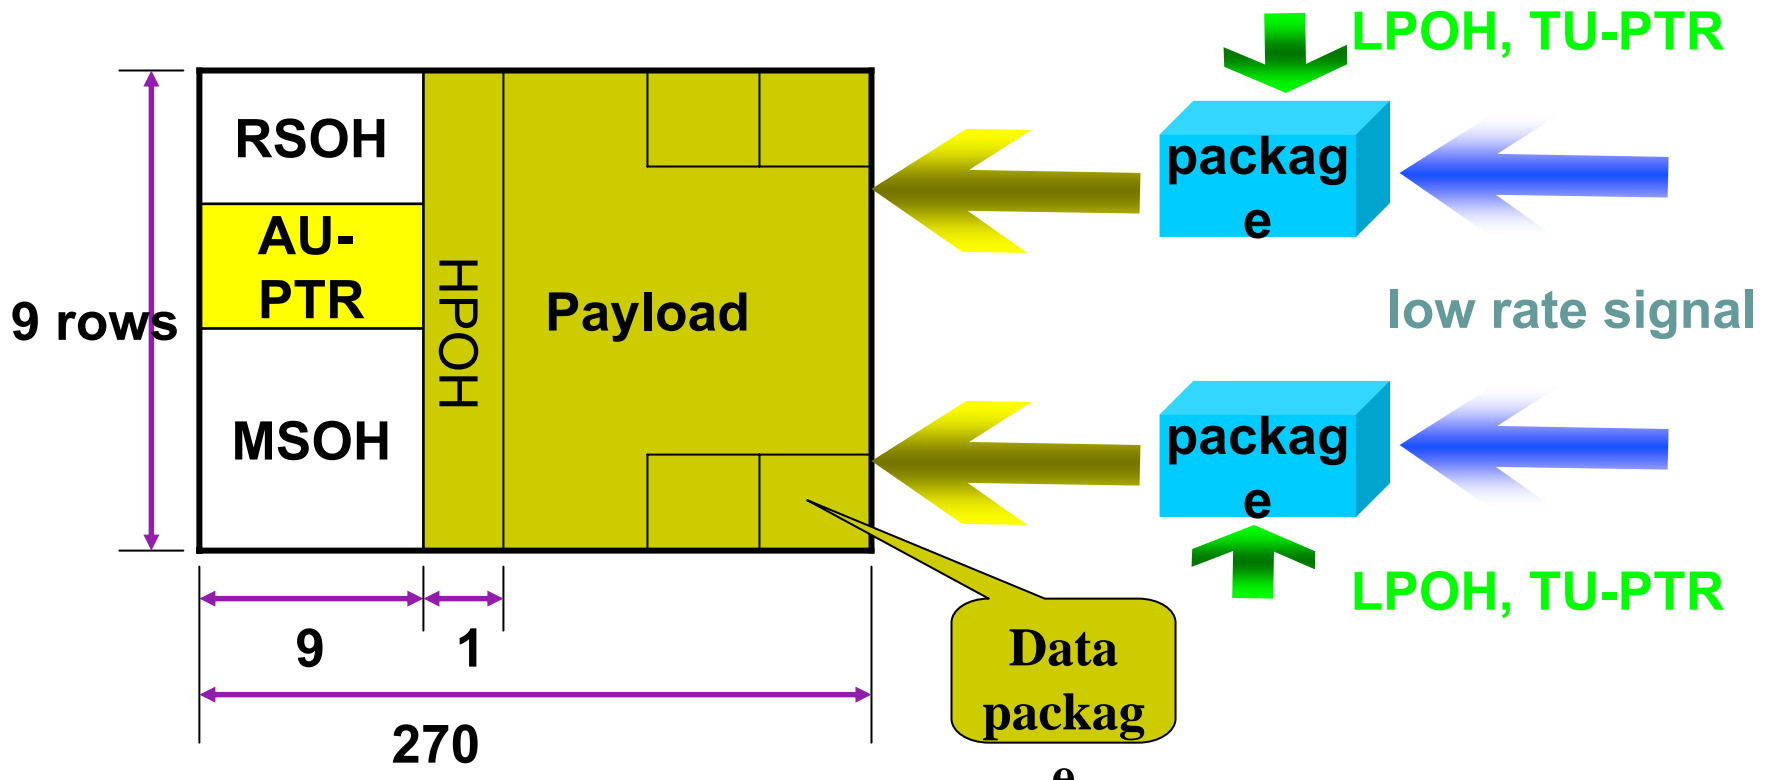 LPOH, TU-PTR
RSOH
packag
e
AU-
PTR
HPOH
Payload
9 rows
low rate signal
MSOH
packag
e
LPOH, TU-PTR
9
1
Data
packag
e
270